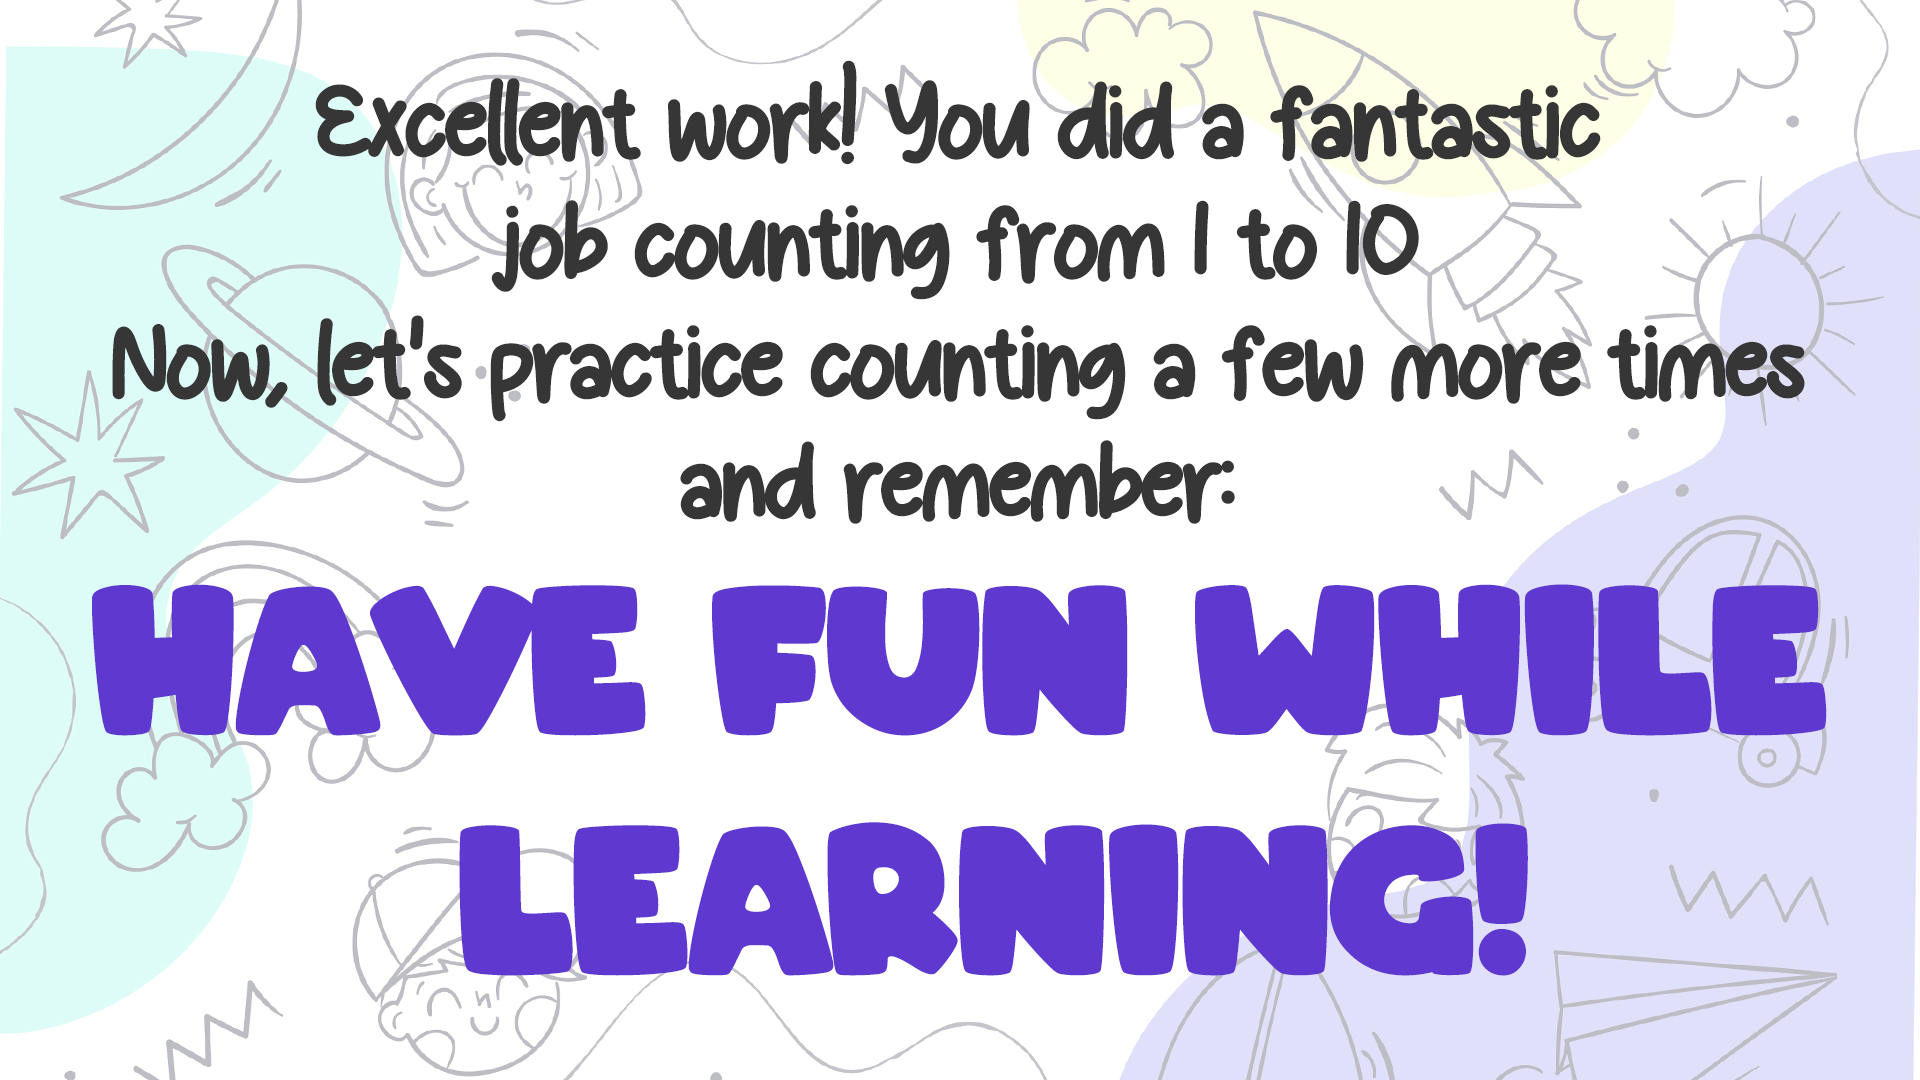 Excellent work! You did a fantastic
job counting from 1 to 10
Now, let's practice counting a few more times
and remember:
HAVE FUN WHILE
LEARNING!